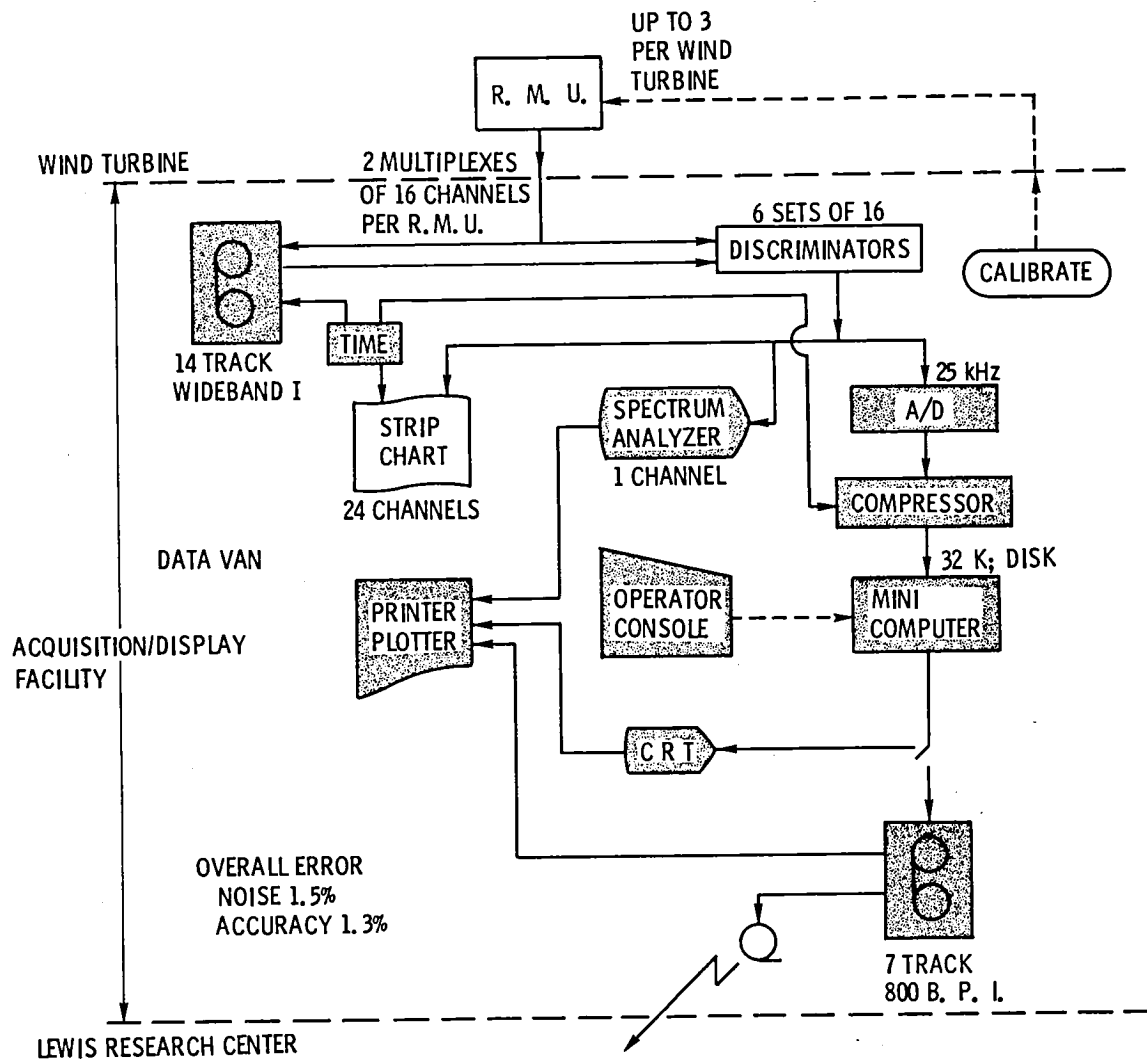 UP TO 3
PER WIND
TURBINE
R. M. U.
WIND TURBINE
2 MULTIPLEXES
OF 16 CHANNELS
PER R. M. U.
6 SETS OF 16
DISCRIMINATORS
CALIBRATE
TIME
14 TRACK
WIDEBAND I
25 kHz
A/D
STRIP
CHART
24 CHANNELS
SPECTRUM
ANALYZER
1 CHANNEL
COMPRESSOR
DATA VAN
32 K; DISK
MINI
COMPUTER
OPERATOR
CONSOLE
PRINTER
PLOTTER
ACQUISITION/DISPLAY
FACILITY
C R T
OVERALL ERROR
NOISE 1.5%
ACCURACY 1.3%
7 TRACK
800 B. P. I.
LEWIS RESEARCH CENTER